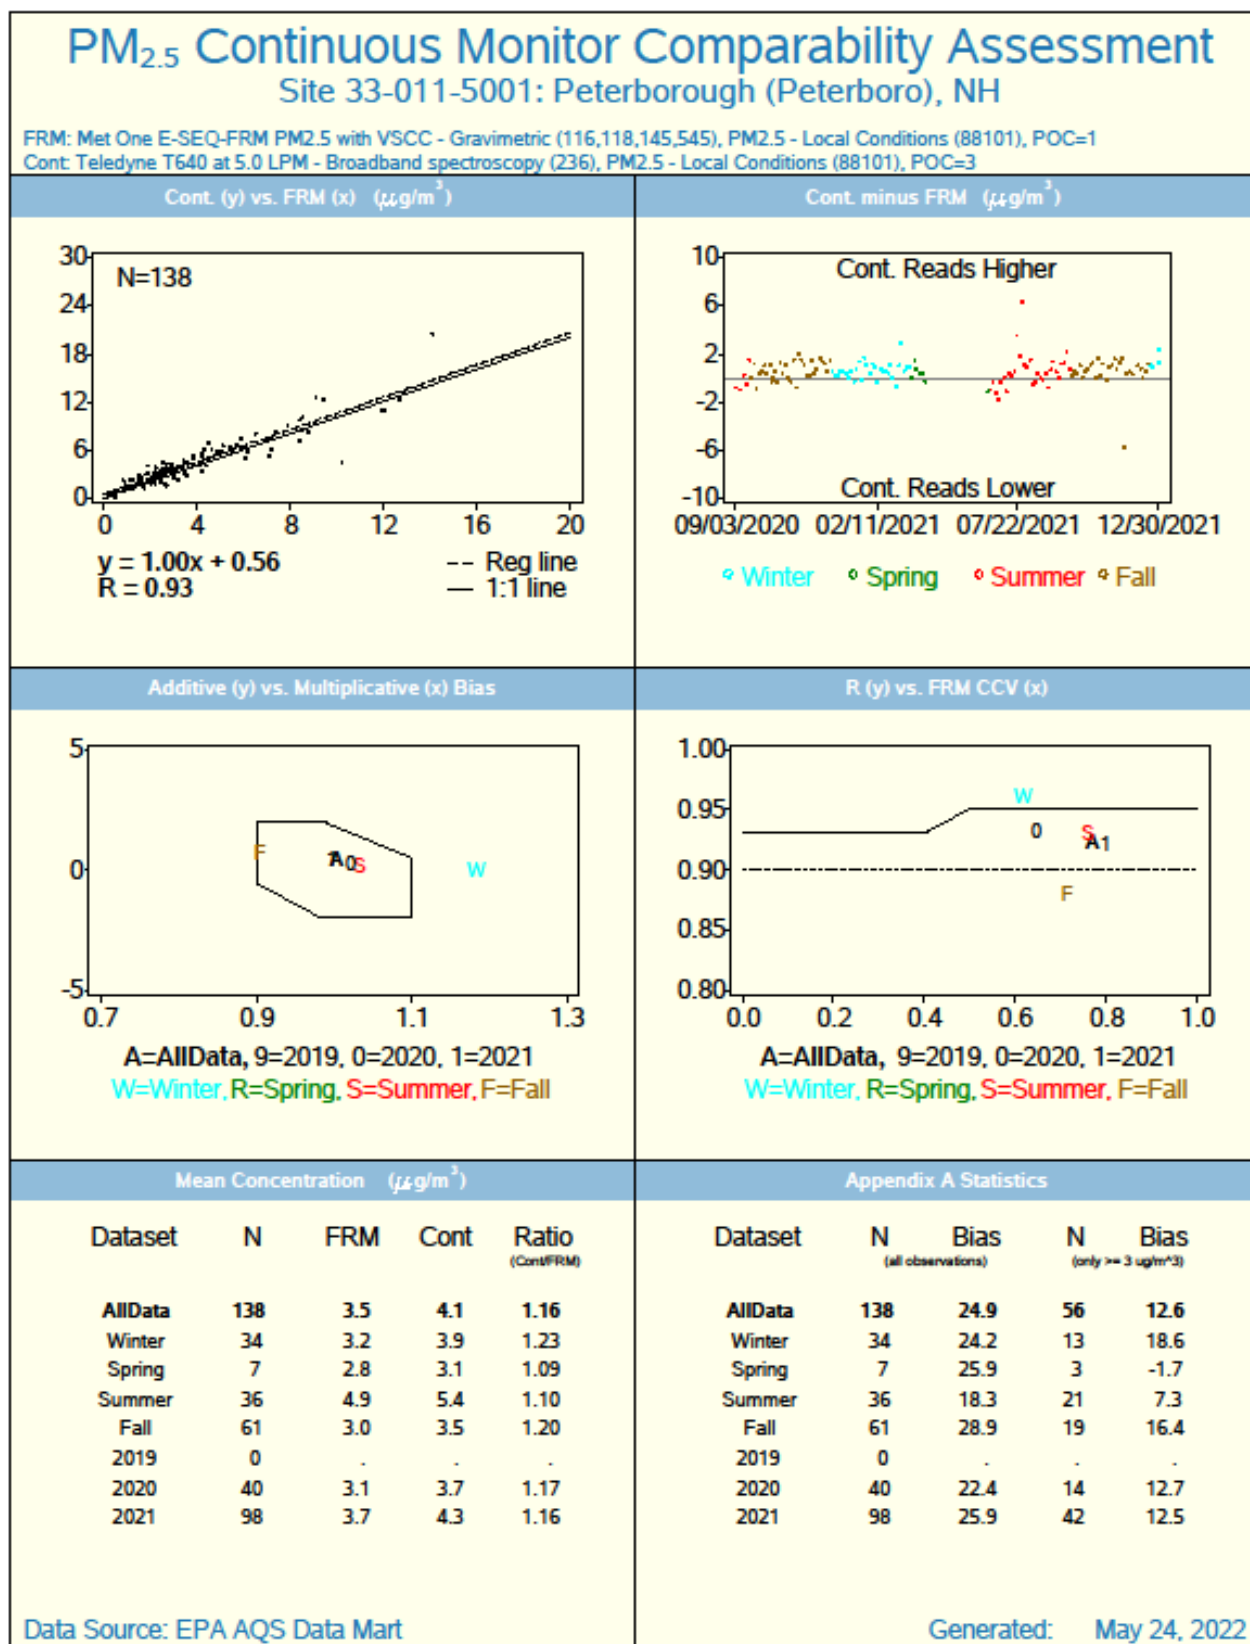 PM2.5 Continuous Monitor Comparability Assessment
Site 33-011-5001: Peterborough (Peterboro), NH
FRM: Met One E-SEQ-FRM PM2.5 with VSCC - Gravimetric (116,118,145,545), PM2.5 - Local Conditions (88101), POC=1
Cont: Teledyne T640 at 5.0 LPM - Broadband spectroscopy (236), PM2.5 - Local Conditions (88101), POC=3
Cont. (y) vs. FRM (x) (μg/m³)
30
24
18
12
6
0
N=138
0 4 8 12 16 20
y = 1.00x + 0.56
R = 0.93
-- Reg line
— 1:1 line
Cont. minus FRM (μg/m³)
10
6
2
-2
-6
-10
Cont. Reads Higher
Cont. Reads Lower
09/03/2020 02/11/2021 07/22/2021 12/30/2021
Winter Spring Summer Fall
Additive (y) vs. Multiplicative (x) Bias
5
0
-5
F 1 A 0 S W
0.7 0.9 1.1 1.3
A=AllData, 9=2019, 0=2020, 1=2021
W=Winter, R=Spring, S=Summer, F=Fall
R (y) vs. FRM CCV (x)
1.00
0.95
0.90
0.85
0.80
W
0 S A 1
F
0.0 0.2 0.4 0.6 0.8 1.0
A=AllData, 9=2019, 0=2020, 1=2021
W=Winter, R=Spring, S=Summer, F=Fall
Mean Concentration (μg/m³)
Dataset N FRM Cont Ratio
(Cont/FRM)
AllData 138 3.5 4.1 1.16
Winter 34 3.2 3.9 1.23
Spring 7 2.8 3.1 1.09
Summer 36 4.9 5.4 1.10
Fall 61 3.0 3.5 1.20
2019 0 . . .
2020 40 3.1 3.7 1.17
2021 98 3.7 4.3 1.16
Appendix A Statistics
Dataset N Bias N Bias
(all observations) (only >= 3 ug/m^3)
AllData 138 24.9 56 12.6
Winter 34 24.2 13 18.6
Spring 7 25.9 3 -1.7
Summer 36 18.3 21 7.3
Fall 61 28.9 19 16.4
2019 0 . . .
2020 40 22.4 14 12.7
2021 98 25.9 42 12.5
Data Source: EPA AQS Data Mart
Generated: May 24, 2022